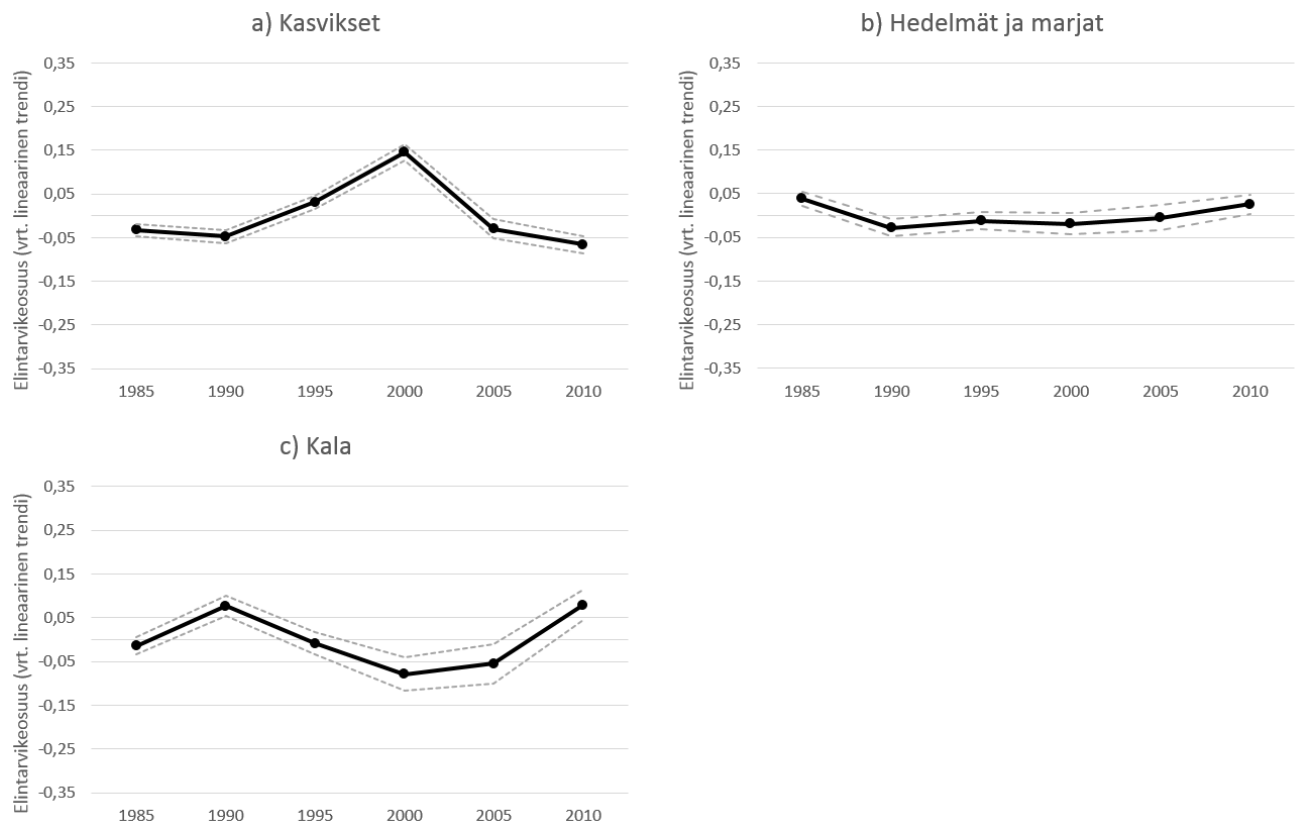 a) Kasvikset
Elintarvikeosuus (vrt. lineaarinen trendi)
0,35
0,25
0,15
0,05
-0,05
-0,15
-0,25
-0,35
1985 1990 1995 2000 2005 2010
b) Hedelmät ja marjat
Elintarvikeosuus (vrt. lineaarinen trendi)
0,35
0,25
0,15
0,05
-0,05
-0,15
-0,25
-0,35
1985 1990 1995 2000 2005 2010
c) Kala
Elintarvikeosuus (vrt. lineaarinen trendi)
0,35
0,25
0,15
0,05
-0,05
-0,15
-0,25
-0,35
1985 1990 1995 2000 2005 2010